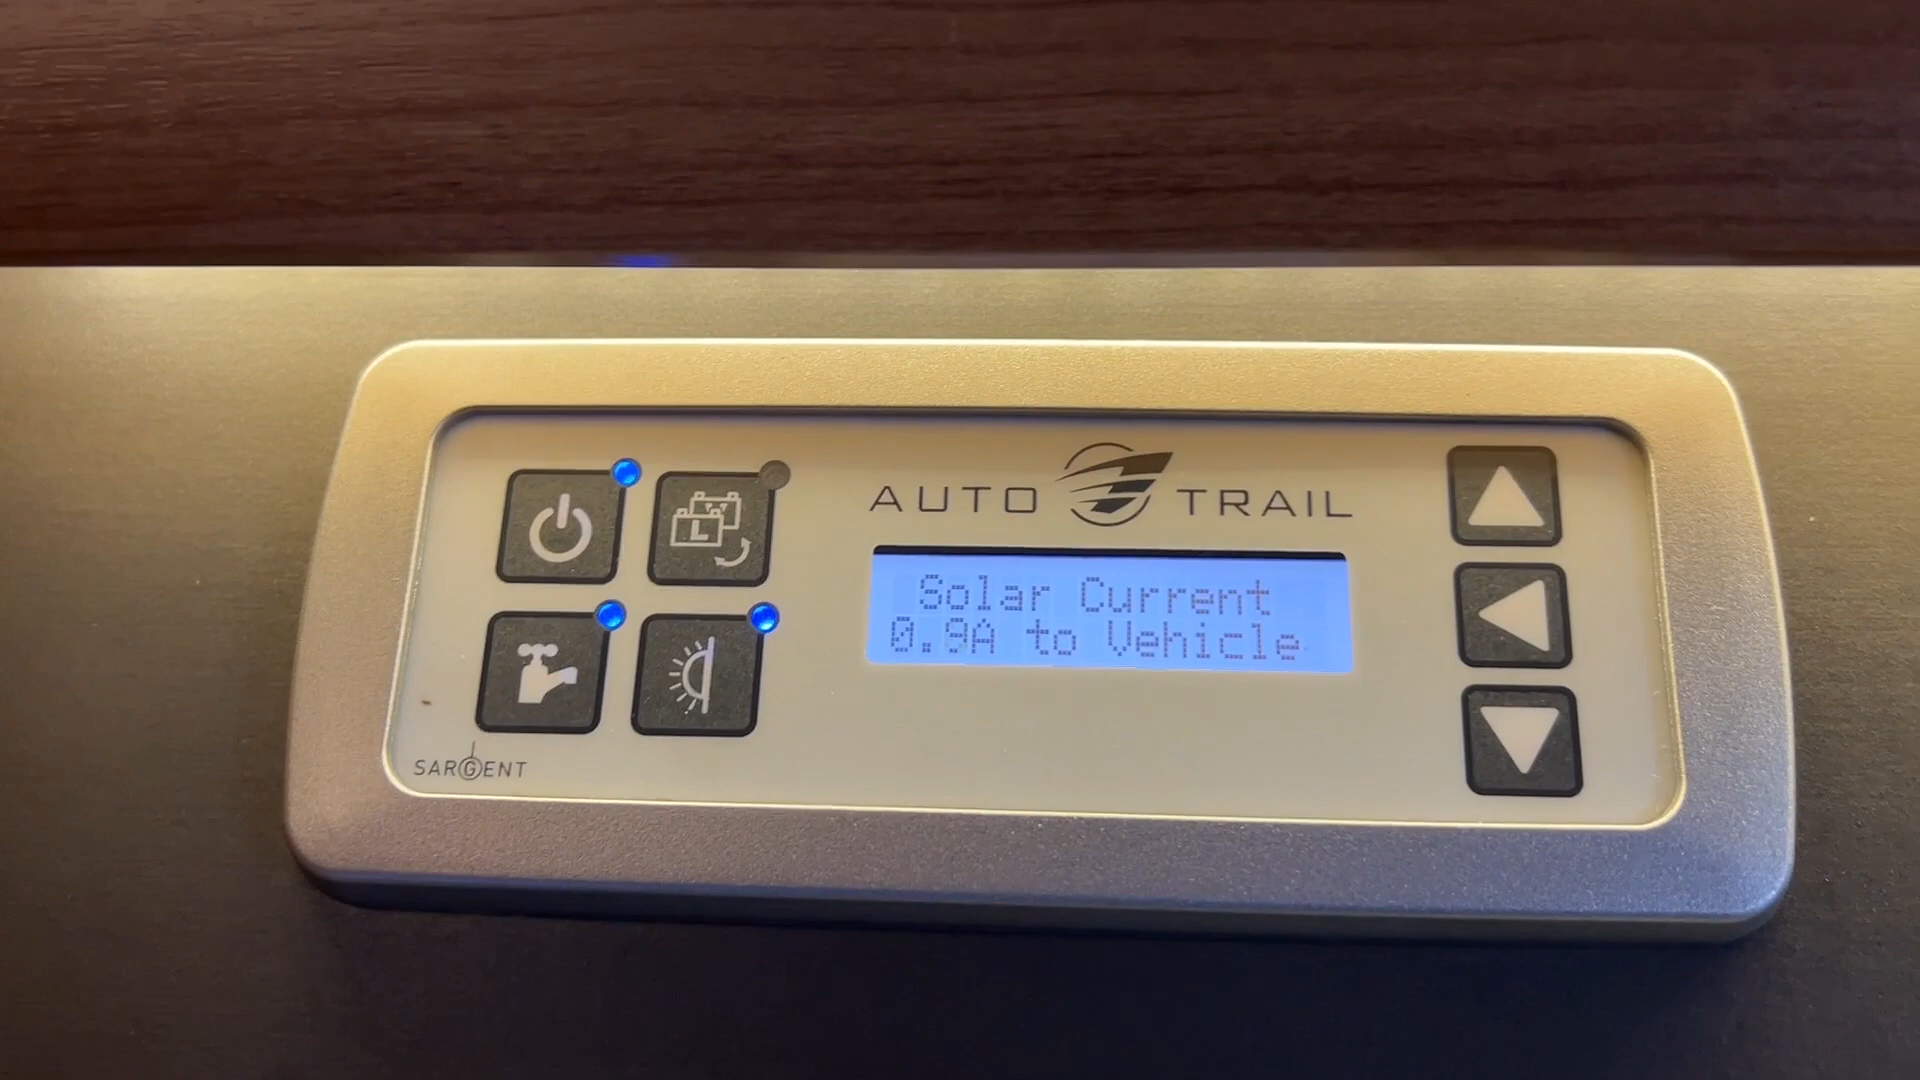 AUTO TRAIL
Solar Current
0.9A to Vehicle
L
SARGENT